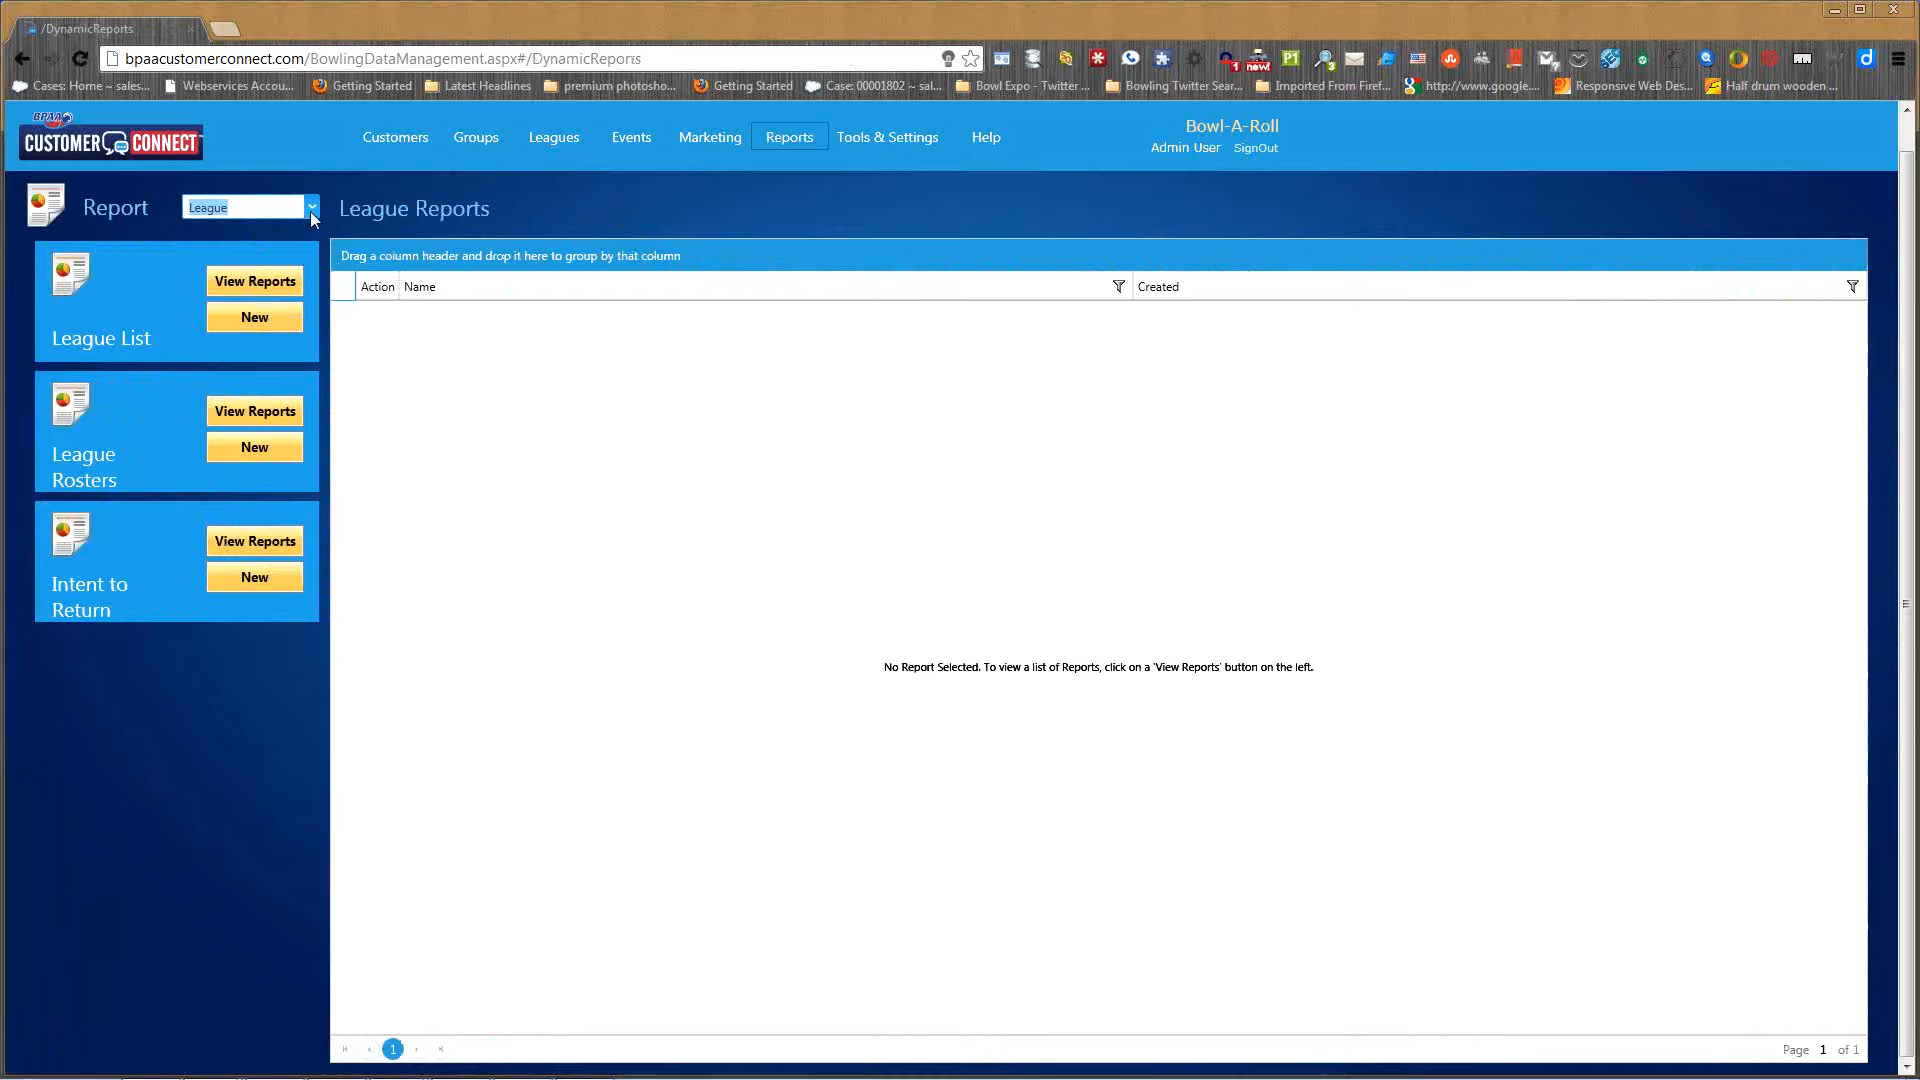 /DynamicReports
bpaacustomerconnect.com/BowlingDataManagement.aspx#/DynamicReports
Cases: Home ~ sales...
Webservices Accou...
Getting Started
Latest Headlines
premium photosho...
Getting Started
Case: 00001802 ~ sal...
Bowl Expo - Twitter ...
Bowling Twitter Sear...
Imported From Firef...
http://www.google....
Responsive Web Des...
Half drum wooden ...
BPAA
CUSTOMER CONNECT
Customers
Groups
Leagues
Events
Marketing
Reports
Tools & Settings
Help
Bowl-A-Roll
Admin User SignOut
Report
League
League Reports
View Reports
New
League List
View Reports
New
League
Rosters
View Reports
New
Intent to
Return
Drag a column header and drop it here to group by that column
Action
Name
Created
No Report Selected. To view a list of Reports, click on a 'View Reports' button on the left.
1
Page 1 of 1